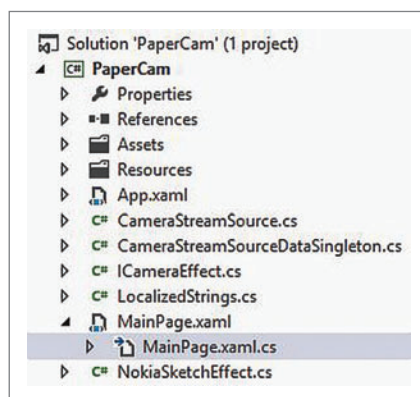 Solution 'PaperCam' (1 project)
C# PaperCam
Properties
References
Assets
Resources
App.xaml
C# CameraStreamSource.cs
C# CameraStreamSourceDataSingleton.cs
C# ICameraEffect.cs
C# LocalizedStrings.cs
MainPage.xaml
MainPage.xaml.cs
C# NokiaSketchEffect.cs